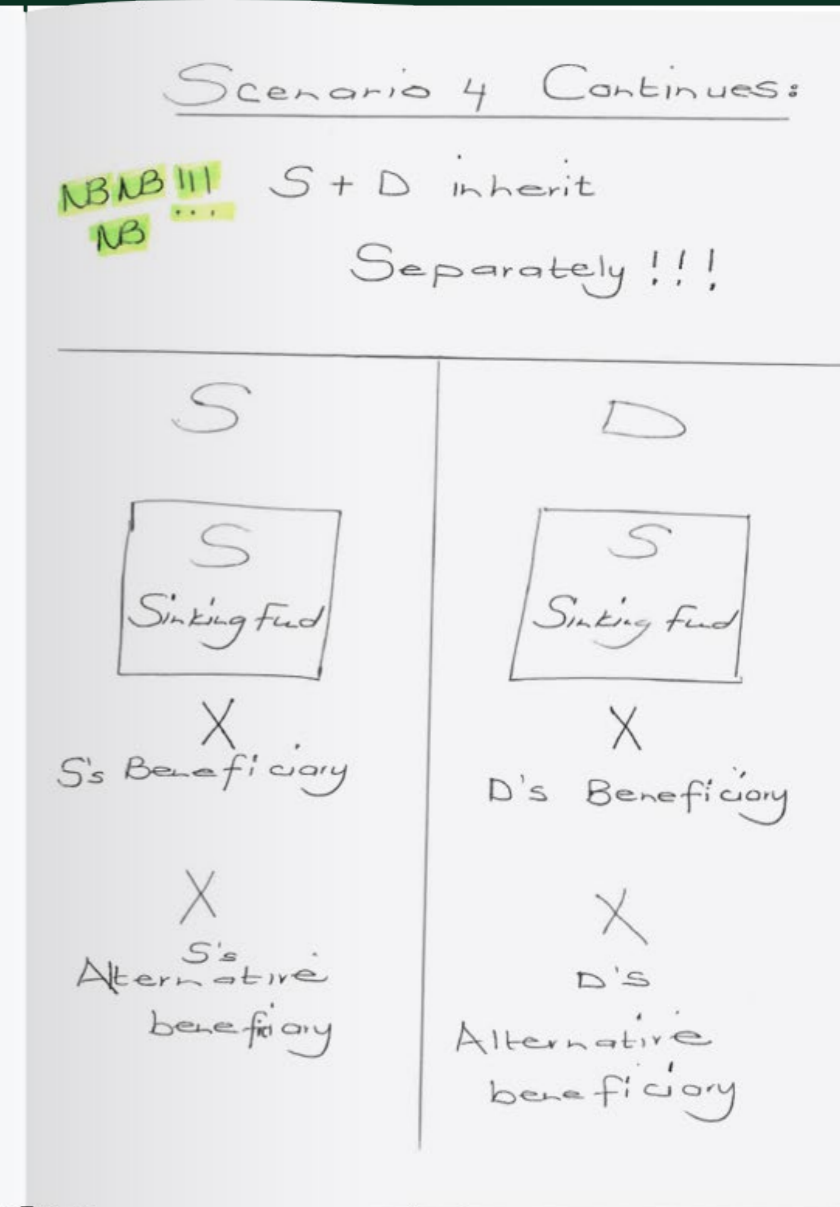 Scenario 4 Continues:
NB NB !!! S + D inherit
NB ...
Separately !!!
S
S
Sinking Fund
X
S's Beneficiary
X
S's
Alternative
beneficiary
D
S
Sinking Fund
X
D's Beneficiary
X
D'S
Alternative
beneficiary